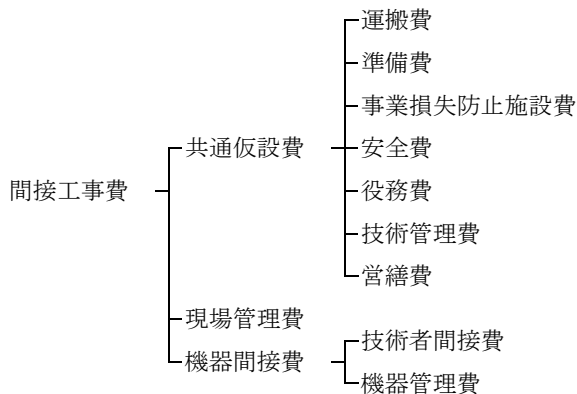 間接工事費
共通仮設費
運搬費
準備費
事業損失防止施設費
安全費
役務費
技術管理費
営繕費
現場管理費
機器間接費
技術者間接費
機器管理費